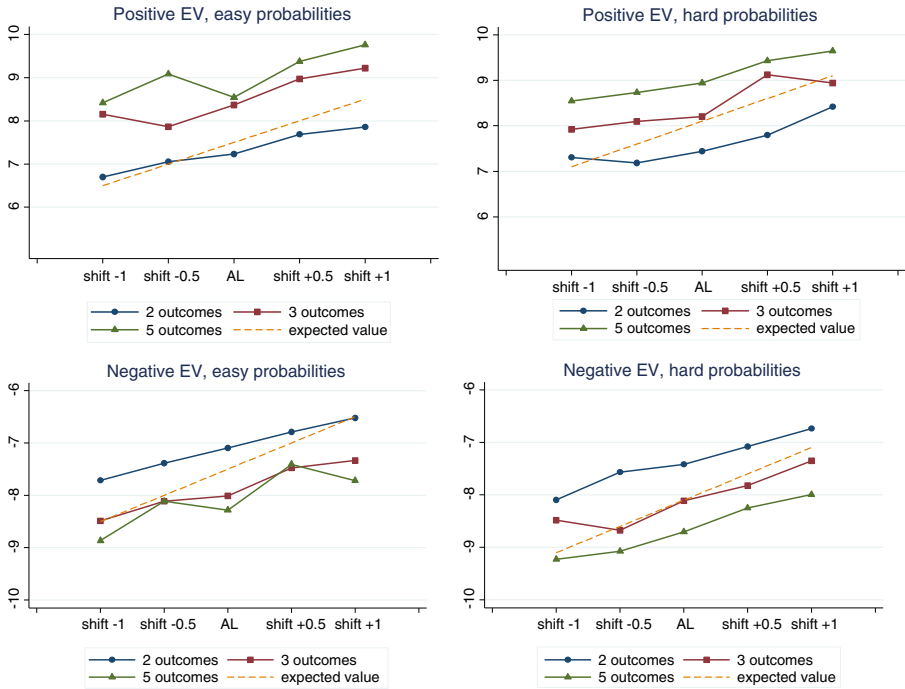 Positive EV, easy probabilities
10
9
8
7
6
shift -1 shift -0.5 AL shift +0.5 shift +1
2 outcomes 3 outcomes
5 outcomes expected value
Positive EV, hard probabilities
10
9
8
7
6
shift -1 shift -0.5 AL shift +0.5 shift +1
2 outcomes 3 outcomes
5 outcomes expected value
Negative EV, easy probabilities
-6
-7
-8
-9
-10
shift -1 shift -0.5 AL shift +0.5 shift +1
2 outcomes 3 outcomes
5 outcomes expected value
Negative EV, hard probabilities
-6
-7
-8
-9
-10
shift -1 shift -0.5 AL shift +0.5 shift +1
2 outcomes 3 outcomes
5 outcomes expected value